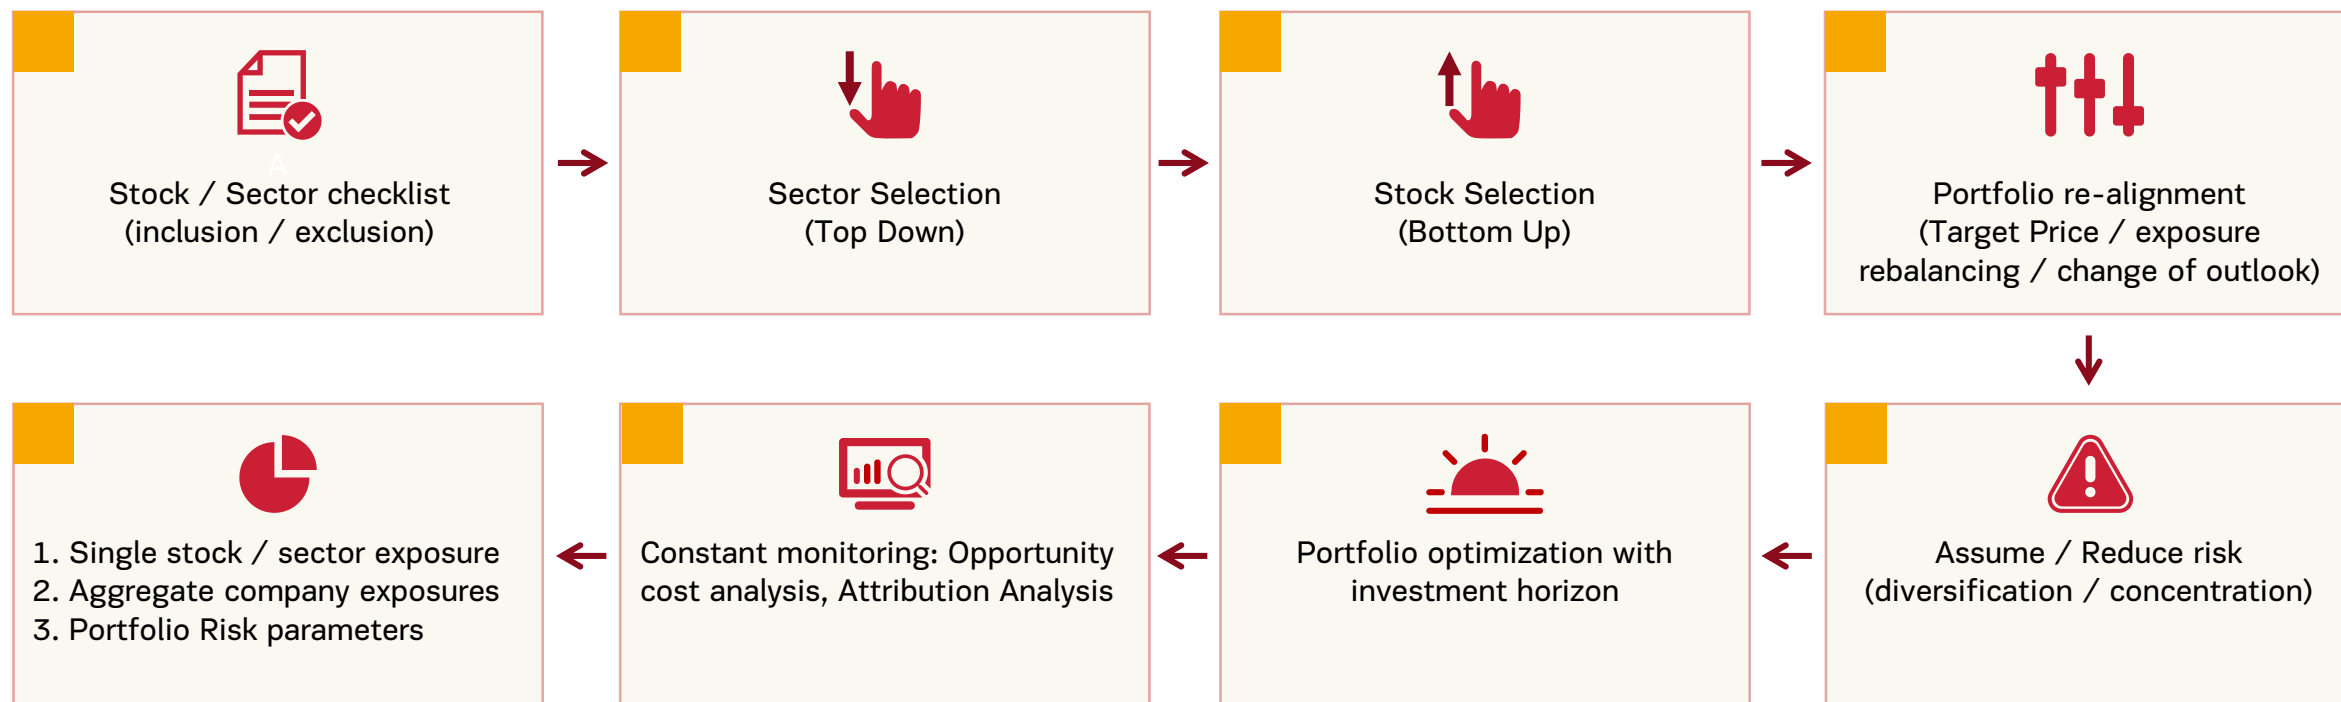 A
Stock / Sector checklist
(inclusion / exclusion)
Sector Selection
(Top Down)
Stock Selection
(Bottom Up)
Portfolio re-alignment
(Target Price / exposure
rebalancing / change of outlook)
Assume / Reduce risk
(diversification / concentration)
Portfolio optimization with
investment horizon
Constant monitoring: Opportunity
cost analysis, Attribution Analysis
1. Single stock / sector exposure
2. Aggregate company exposures
3. Portfolio Risk parameters